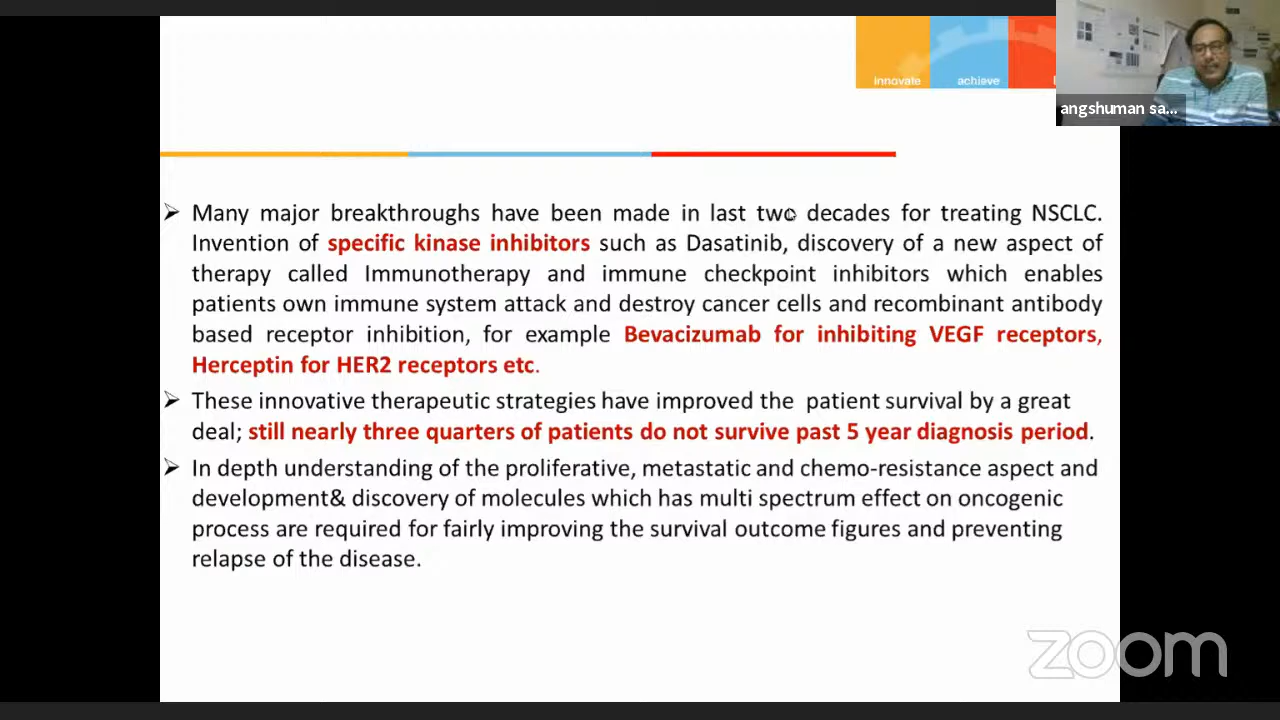 innovate achieve
angshuman sa...
Many major breakthroughs have been made in last two decades for treating NSCLC.
Invention of specific kinase inhibitors such as Dasatinib, discovery of a new aspect of
therapy called Immunotherapy and immune checkpoint inhibitors which enables
patients own immune system attack and destroy cancer cells and recombinant antibody
based receptor inhibition, for example Bevacizumab for inhibiting VEGF receptors,
Herceptin for HER2 receptors etc.
These innovative therapeutic strategies have improved the patient survival by a great
deal; still nearly three quarters of patients do not survive past 5 year diagnosis period.
In depth understanding of the proliferative, metastatic and chemo-resistance aspect and
development& discovery of molecules which has multi spectrum effect on oncogenic
process are required for fairly improving the survival outcome figures and preventing
relapse of the disease.
zoom